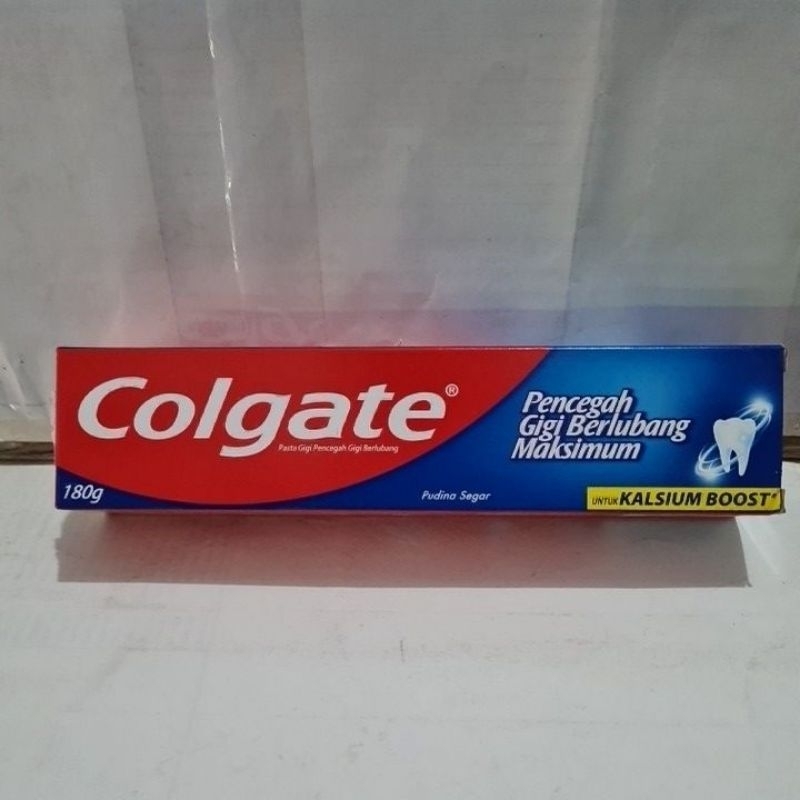 Colgate®
Pasta Gigi Pencegah Gigi Berlubang
180g
Pencegah
Gigi Berlubang
Maksimum
Pudina Segar
UNTUK KALSIUM BOOST*